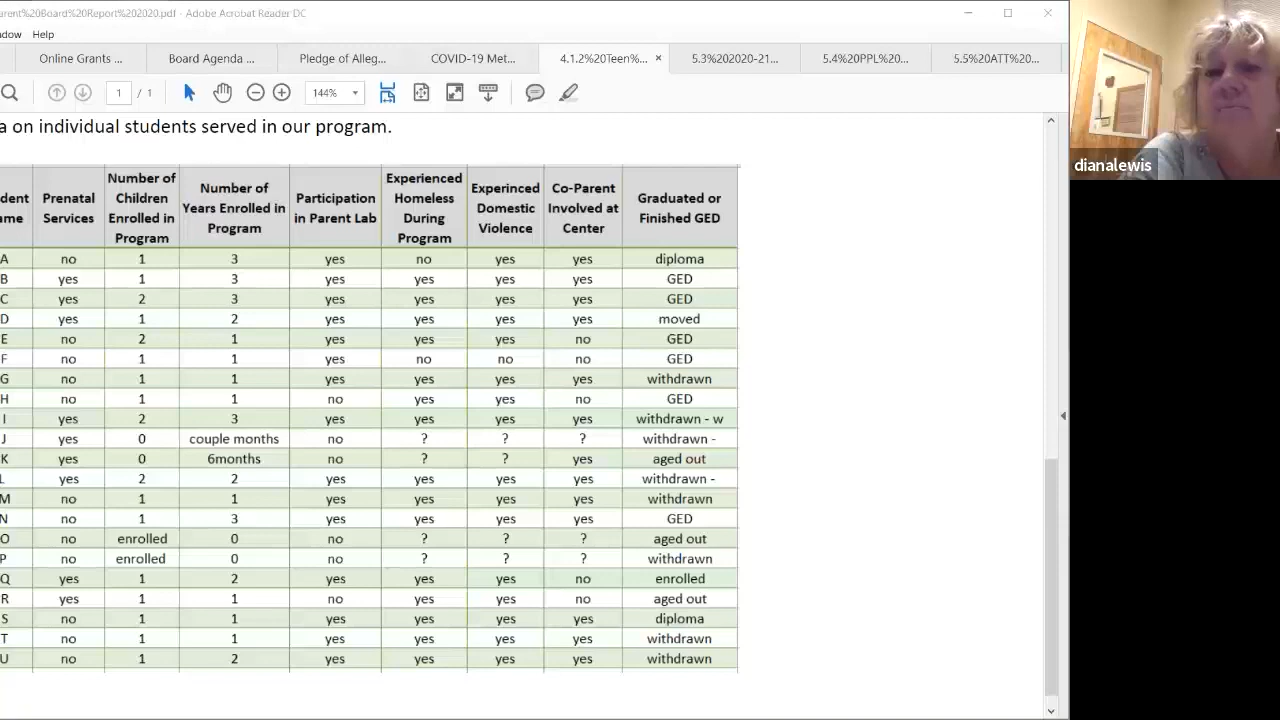 arent%20Board%20Report%202020.pdf - Adobe Acrobat Reader DC
dow Help
Online Grants ... Board Agenda ... Pledge of Alleg... COVID-19 Met... 4.1.2%20Teen%... × 5.3%202020-21... 5.4%20PPL%20... 5.5%20ATT%20...
1 / 1 144%
a on individual students served in our program.
dent ame Prenatal Services Number of Children Enrolled in Program Number of Years Enrolled in Program Participation in Parent Lab Experienced Homeless During Program Experinced Domestic Violence Co-Parent Involved at Center Graduated or Finished GED
A no 1 3 yes no yes yes diploma
B yes 1 3 yes yes yes yes GED
C yes 2 3 yes yes yes yes GED
D yes 1 2 yes yes yes yes moved
E no 2 1 yes yes yes no GED
F no 1 1 yes no no no GED
G no 1 1 yes yes yes yes withdrawn
H no 1 1 no yes yes no GED
I yes 2 3 yes yes yes yes withdrawn - w
J yes 0 couple months no ? ? ? withdrawn -
K yes 0 6months no ? ? yes aged out
L yes 2 2 yes yes yes yes withdrawn -
M no 1 1 yes yes yes yes withdrawn
N no 1 3 yes yes yes yes GED
O no enrolled 0 no ? ? ? aged out
P no enrolled 0 no ? ? ? withdrawn
Q yes 1 2 yes yes yes no enrolled
R yes 1 1 no yes yes no aged out
S no 1 1 yes yes yes yes diploma
T no 1 1 yes yes yes yes withdrawn
U no 1 2 yes yes yes yes withdrawn
dianalewis